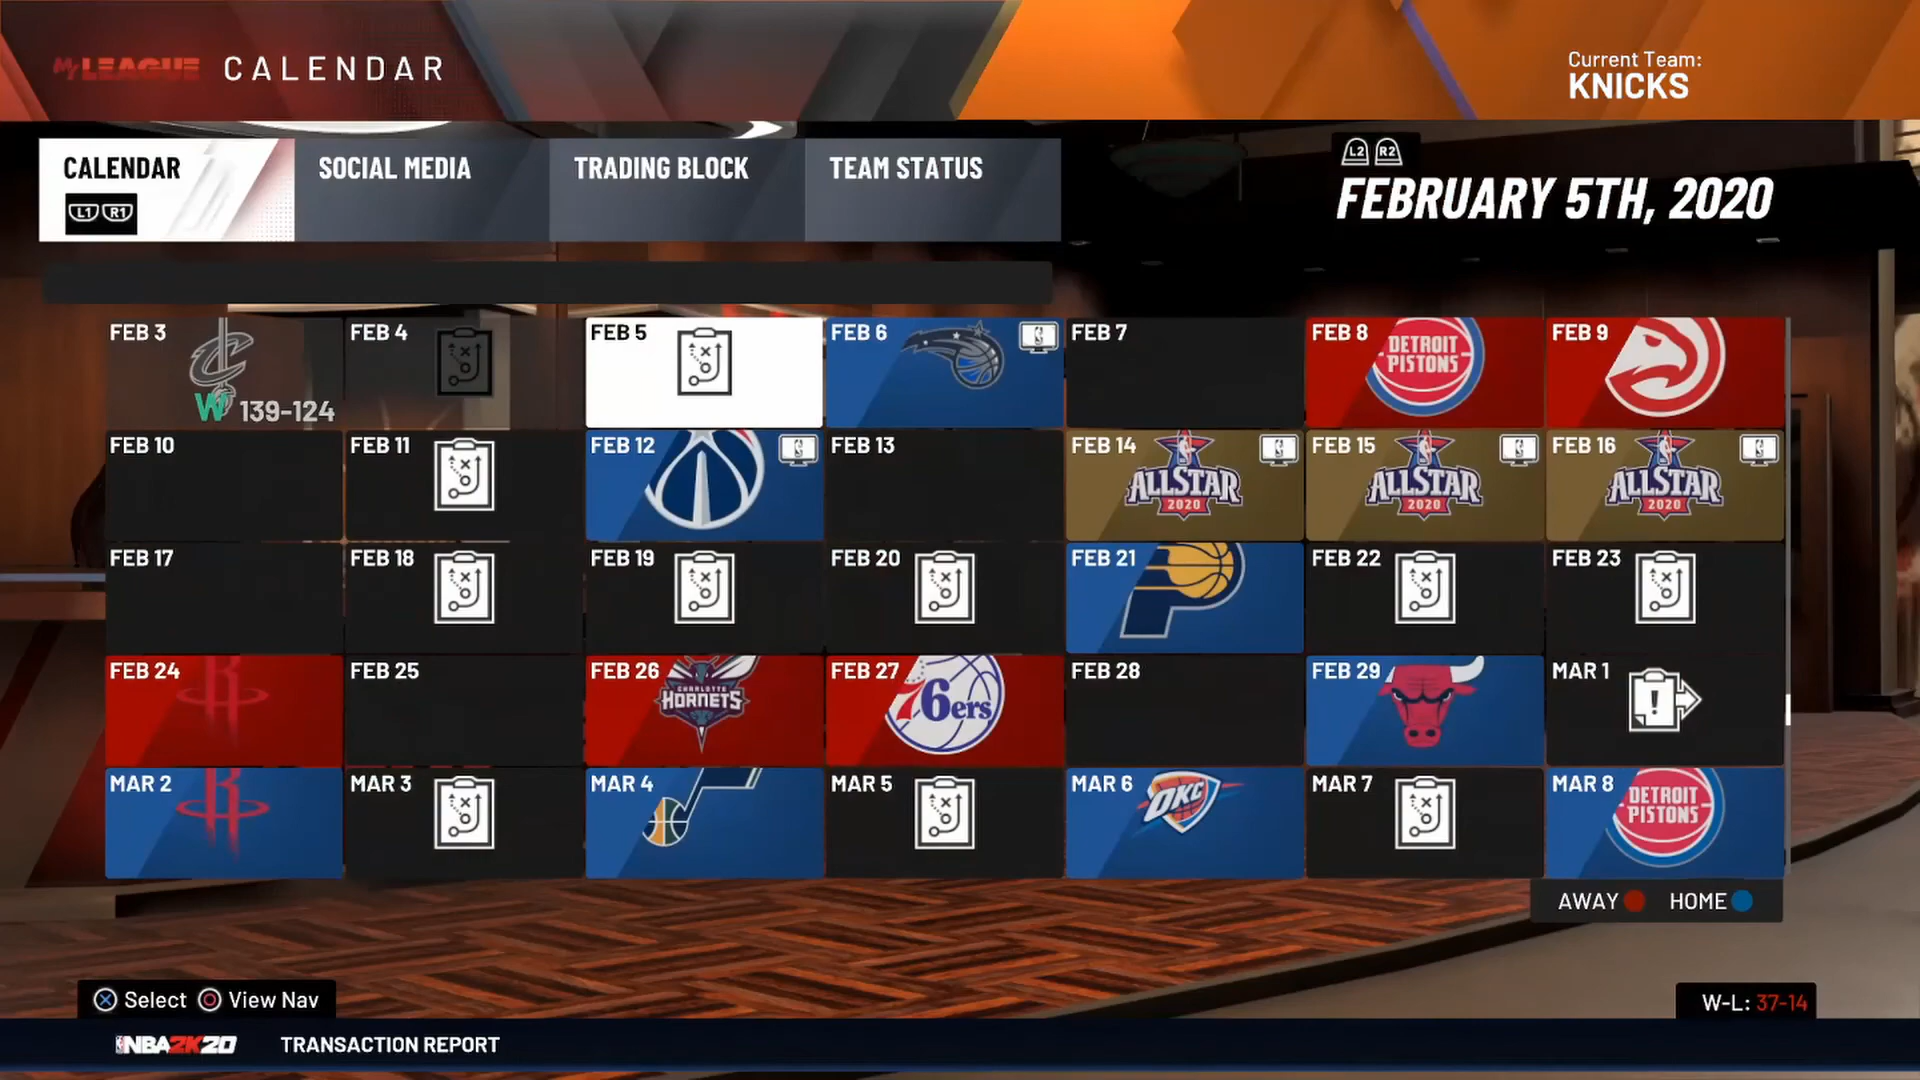 MyLEAGUE CALENDAR
Current Team:
KNICKS
CALENDAR
L1 R1
SOCIAL MEDIA
TRADING BLOCK
TEAM STATUS
L2 R2
FEBRUARY 5TH, 2020
FEB 3
W 139-124
FEB 4
FEB 5
FEB 6
FEB 7
FEB 8
DETROIT
PISTONS
FEB 9
FEB 10
FEB 11
FEB 12
FEB 13
FEB 14
ALLSTAR
2020
FEB 15
ALLSTAR
2020
FEB 16
ALLSTAR
2020
FEB 17
FEB 18
FEB 19
FEB 20
FEB 21
FEB 22
FEB 23
FEB 24
R
FEB 25
FEB 26
CHARLOTTE
HORNETS
FEB 27
76ers
FEB 28
FEB 29
MAR 1
!
MAR 2
R
MAR 3
MAR 4
MAR 5
MAR 6
OKC
MAR 7
MAR 8
DETROIT
PISTONS
AWAY
HOME
Select
View Nav
W-L: 37-14
NBA2K20
TRANSACTION REPORT